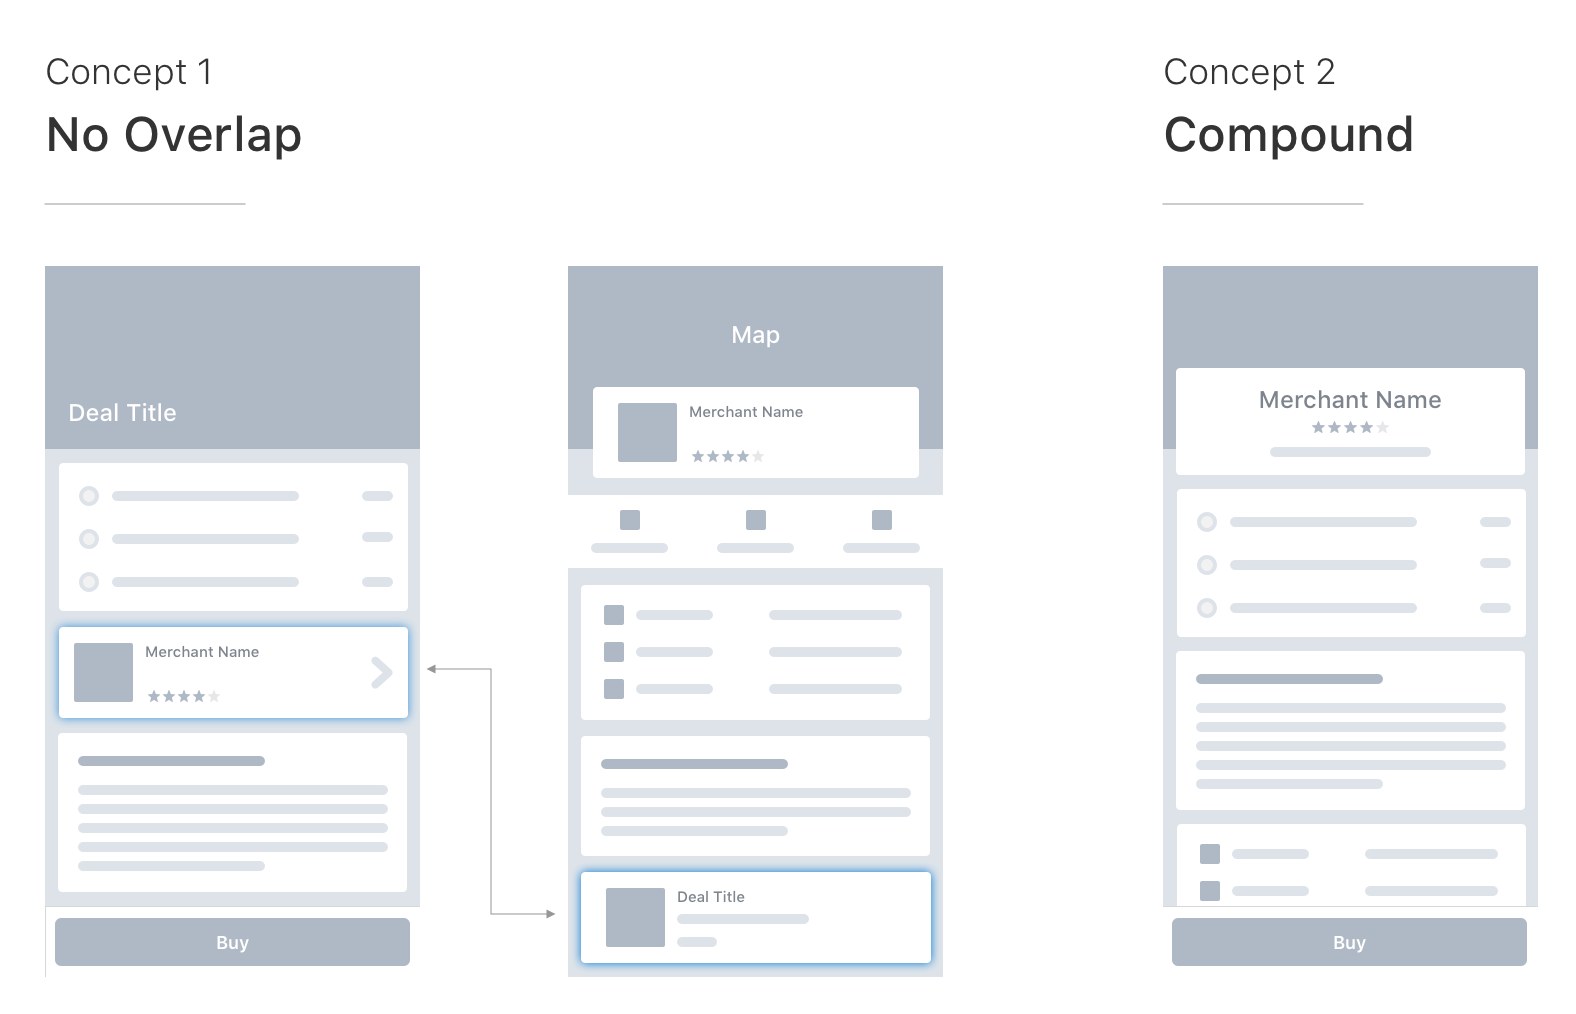 Concept 1
No Overlap
Deal Title
Merchant Name
Buy
Map
Merchant Name
Deal Title
Concept 2
Compound
Merchant Name
Buy